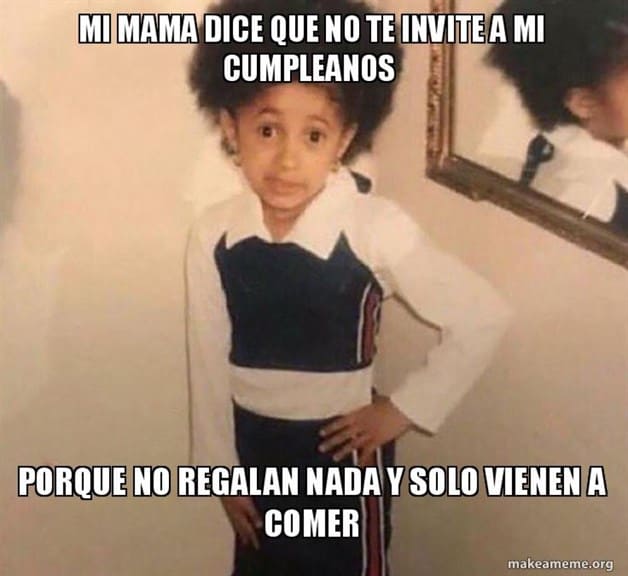 MI MAMA DICE QUE NO TE INVITE A MI
CUMPLEANOS
PORQUE NO REGALAN NADA Y SOLO VIENEN A
COMER
makeameme.org